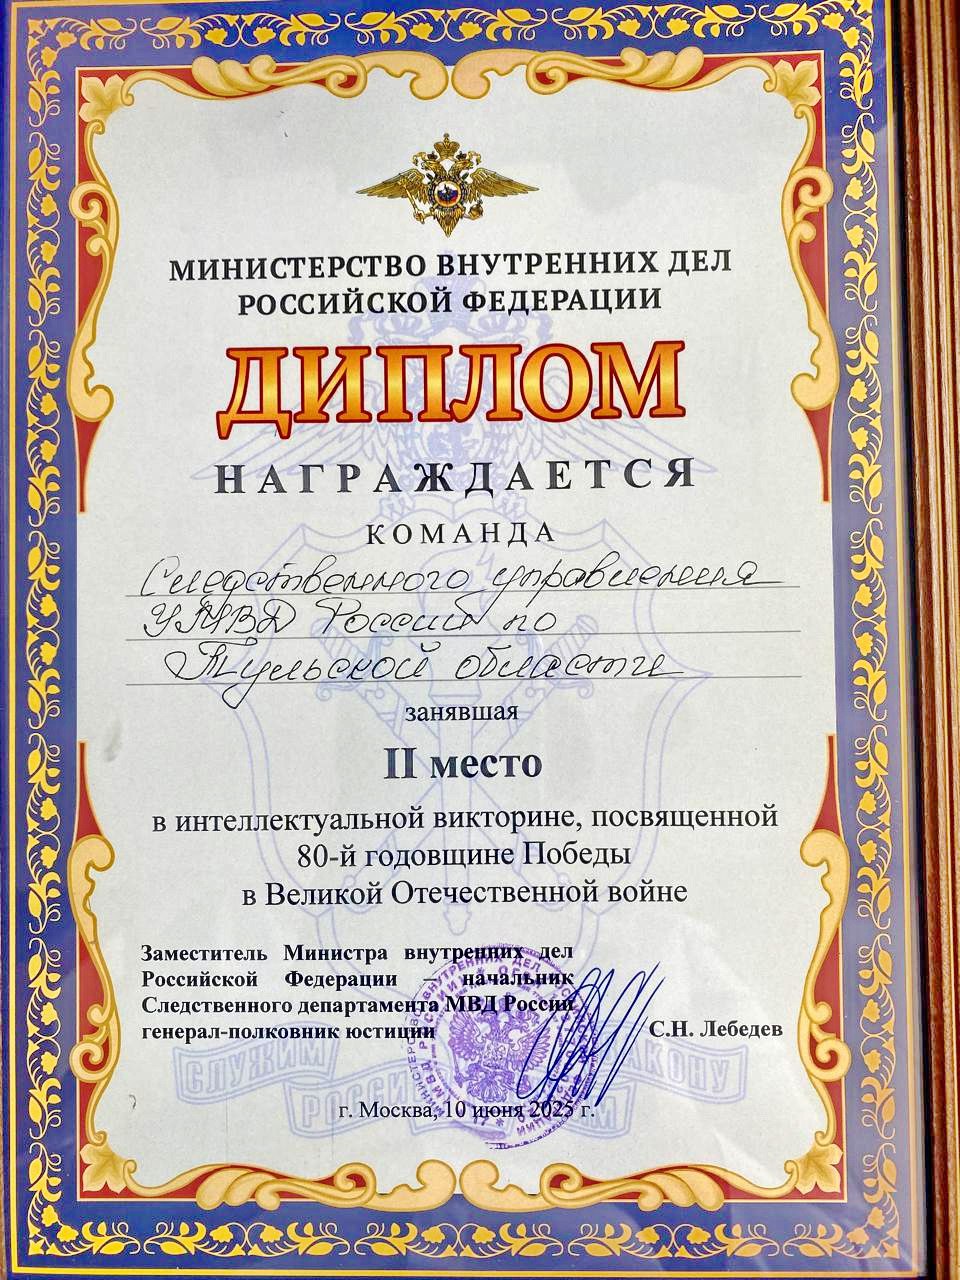 МИНИСТЕРСТВО ВНУТРЕННИХ ДЕЛ
РОССИЙСКОЙ ФЕДЕРАЦИИ
ДИПЛОМ
НАГРАЖДАЕТСЯ
КОМАНДА
Следственного управления
УМВД России по
Тульской области
занявшая
II место
в интеллектуальной викторине, посвященной
80-й годовщине Победы
в Великой Отечественной войне
Заместитель Министра внутренних дел
Российской Федерации – начальник
Следственного департамента МВД России
генерал-полковник юстиции
С.Н. Лебедев
СЛУЖИМ
ЗАКОНУ
г. Москва, 10 июня 2025 г.